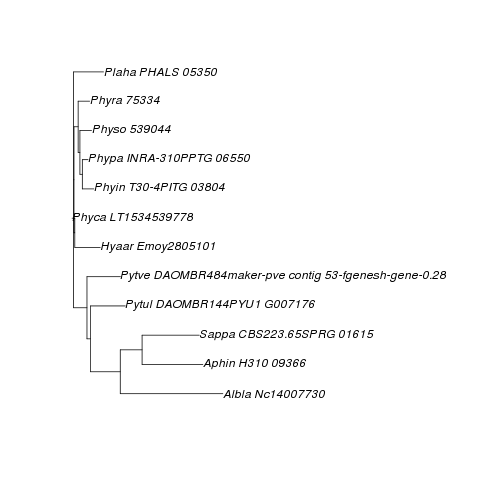 Plaha PHALS 05350
Phyra 75334
Physo 539044
Phypa INRA-310PPTG 06550
Phyin T30-4PITG 03804
Phyca LT1534539778
Hyaar Emoy2805101
Pytve DAOMBR484maker-pve contig 53-fgenesh-gene-0.28
Pytul DAOMBR144PYU1 G007176
Sappa CBS223.65SPRG 01615
Aphin H310 09366
Albla Nc14007730